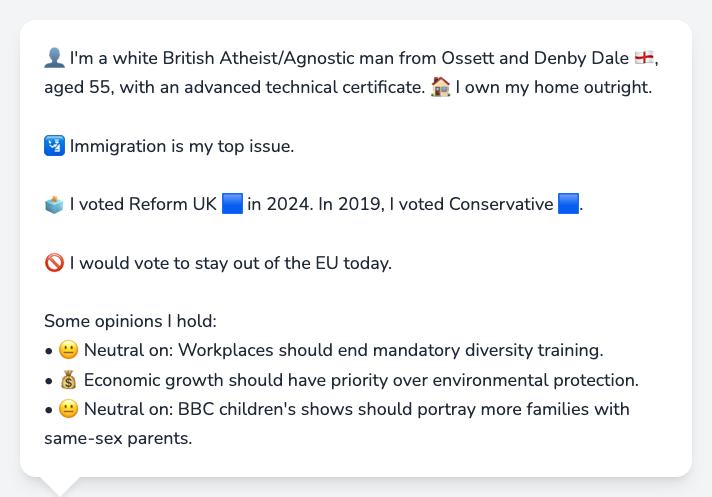 👤 I'm a white British Atheist/Agnostic man from Ossett and Denby Dale 🏴󠁧󠁢󠁥󠁮󠁧󠁿,
aged 55, with an advanced technical certificate. 🏠 I own my home outright.
🛂 Immigration is my top issue.
🗳️ I voted Reform UK 🟦 in 2024. In 2019, I voted Conservative 🟦.
🚫 I would vote to stay out of the EU today.
Some opinions I hold:
• 😐 Neutral on: Workplaces should end mandatory diversity training.
• 💰 Economic growth should have priority over environmental protection.
• 😐 Neutral on: BBC children's shows should portray more families with
same-sex parents.